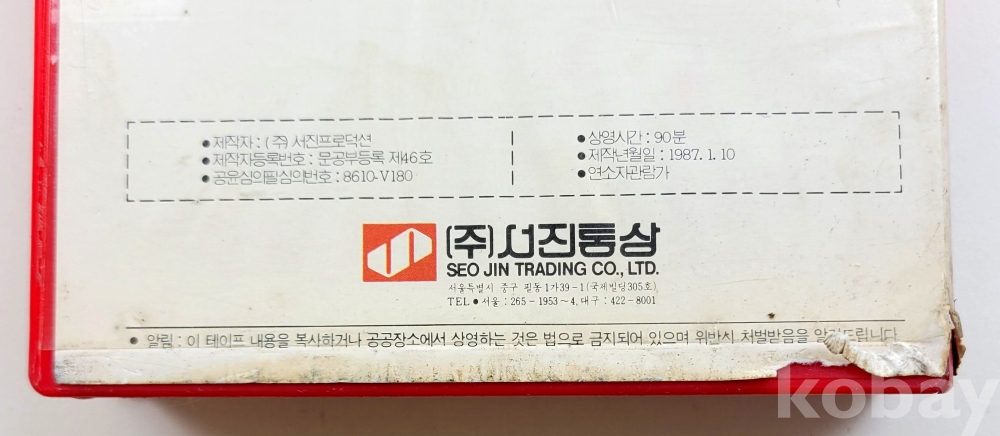 ● 제작자 : (주) 서진프로덕션
● 제작자등록번호 : 문공부등록 제46호
● 공윤심의필심의번호 : 8610-V180
● 상영시간 : 90분
● 제작년월일 : 1987. 1. 10
● 연소자관람가
(주)서진통상
SEO JIN TRADING CO., LTD.
서울특별시 중구 필동 1가39-1(국제빌딩305호)
TEL ● 서울 : 265-1953~4, 대구 : 422-8001
● 알림 : 이 테이프 내용을 복사하거나 공공장소에서 상영하는 것은 법으로 금지되어 있으며 위반시 처벌받음을 알려드립니다
kobay